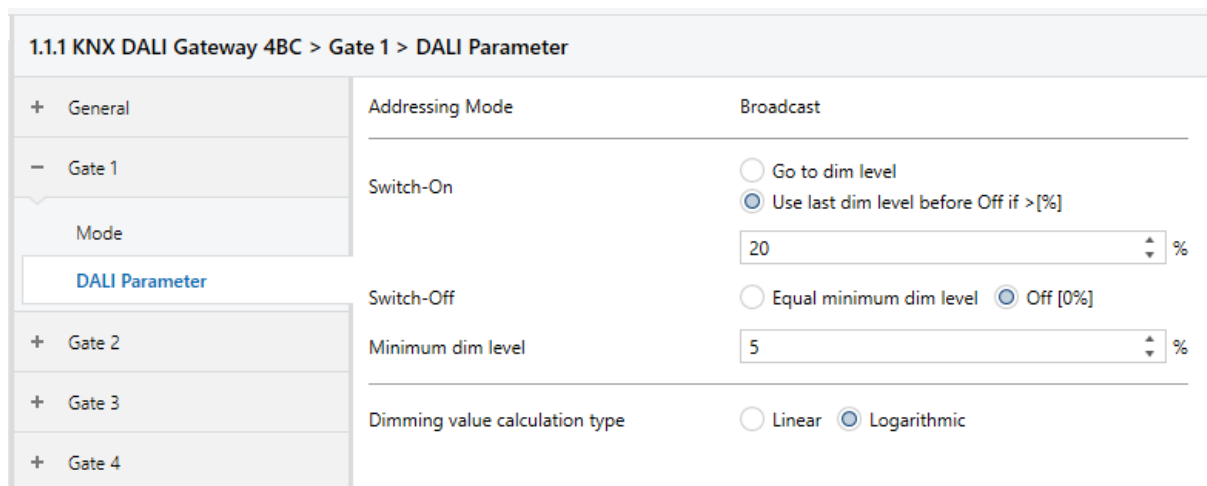 1.1.1 KNX DALI Gateway 4BC > Gate 1 > DALI Parameter
+ General
− Gate 1
Mode
DALI Parameter
+ Gate 2
+ Gate 3
+ Gate 4
Addressing Mode Broadcast
Switch-On
Go to dim level
Use last dim level before Off if >[%]
20 %
Switch-Off Equal minimum dim level Off [0%]
Minimum dim level 5 %
Dimming value calculation type Linear Logarithmic